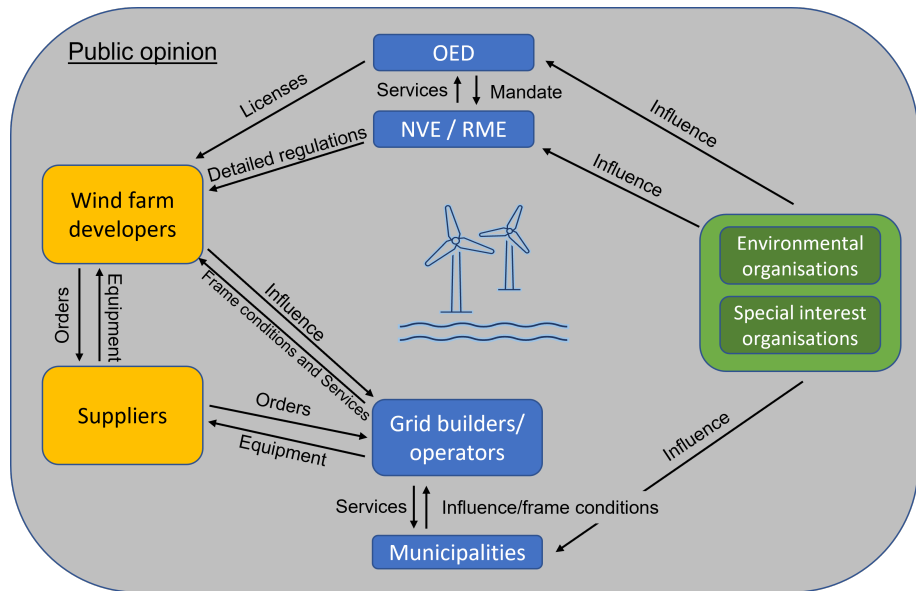 Public opinion
OED
Licenses
Services
Mandate
Influence
NVE / RME
Detailed regulations
Influence
Wind farm
developers
Environmental
organisations
Special interest
organisations
Influence
Frame conditions and Services
Orders
Equipment
Suppliers
Orders
Equipment
Grid builders/
operators
Influence
Services
Influence/frame conditions
Municipalities